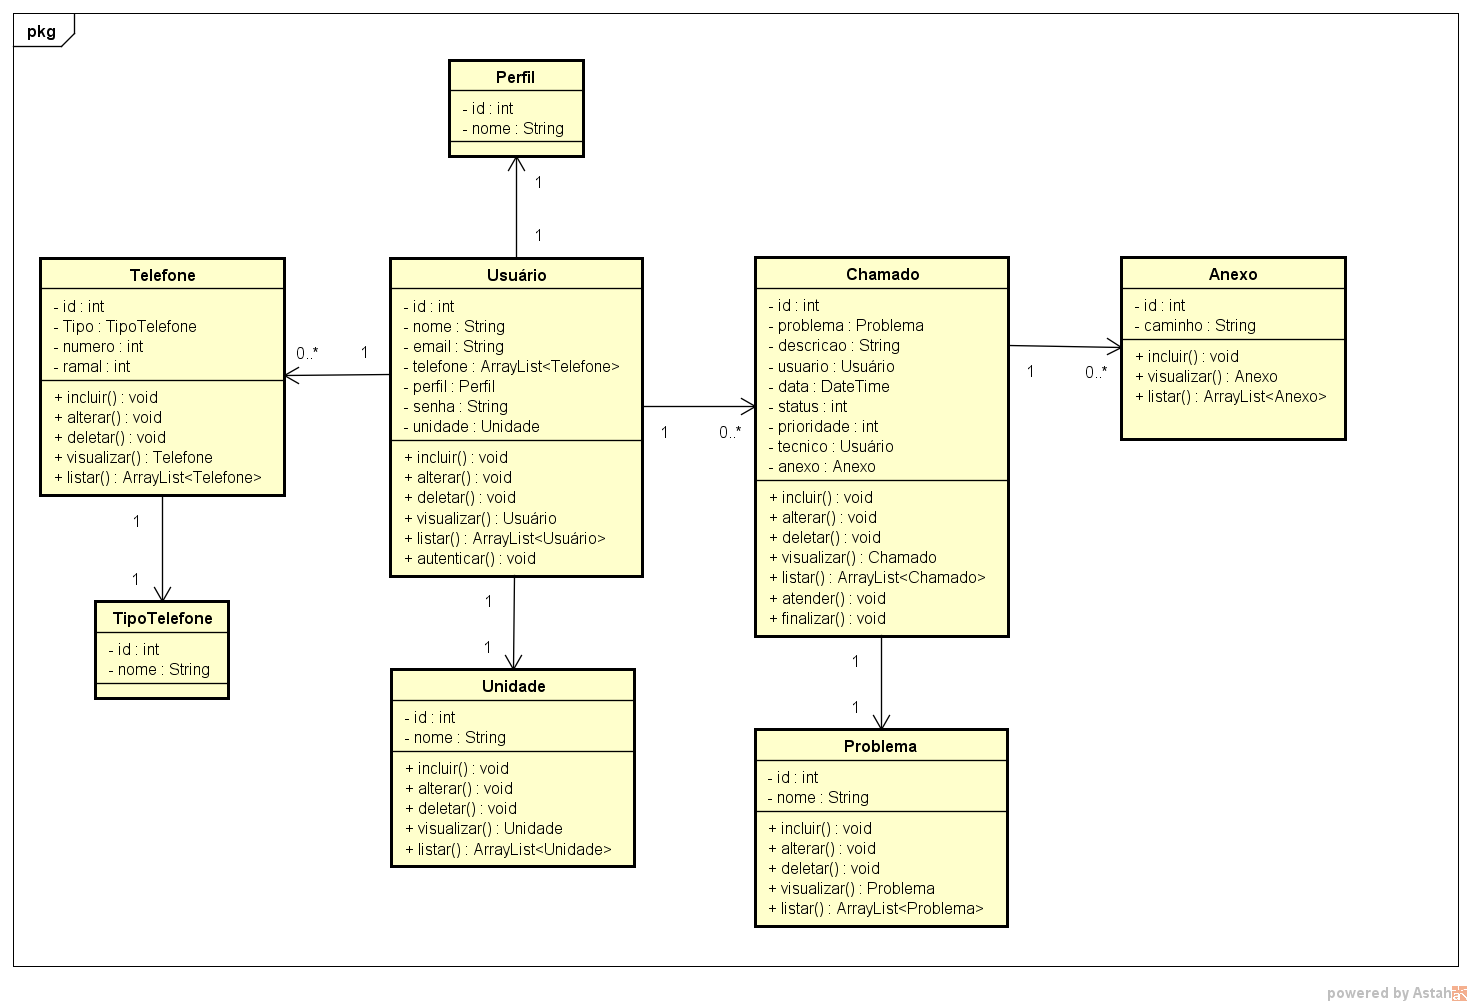 pkg
Perfil
- id : int
- nome : String
1
1
Telefone
- id : int
- Tipo : TipoTelefone
- numero : int
- ramal : int
+ incluir() : void
+ alterar() : void
+ deletar() : void
+ visualizar() : Telefone
+ listar() : ArrayList<Telefone>
0..*
1
Usuário
- id : int
- nome : String
- email : String
- telefone : ArrayList<Telefone>
- perfil : Perfil
- senha : String
- unidade : Unidade
+ incluir() : void
+ alterar() : void
+ deletar() : void
+ visualizar() : Usuário
+ listar() : ArrayList<Usuário>
+ autenticar() : void
1
0..*
Chamado
- id : int
- problema : Problema
- descricao : String
- usuario : Usuário
- data : DateTime
- status : int
- prioridade : int
- tecnico : Usuário
- anexo : Anexo
+ incluir() : void
+ alterar() : void
+ deletar() : void
+ visualizar() : Chamado
+ listar() : ArrayList<Chamado>
+ atender() : void
+ finalizar() : void
1
0..*
Anexo
- id : int
- caminho : String
+ incluir() : void
+ visualizar() : Anexo
+ listar() : ArrayList<Anexo>
1
1
TipoTelefone
- id : int
- nome : String
1
1
Unidade
- id : int
- nome : String
+ incluir() : void
+ alterar() : void
+ deletar() : void
+ visualizar() : Unidade
+ listar() : ArrayList<Unidade>
1
1
Problema
- id : int
- nome : String
+ incluir() : void
+ alterar() : void
+ deletar() : void
+ visualizar() : Problema
+ listar() : ArrayList<Problema>
powered by Astah